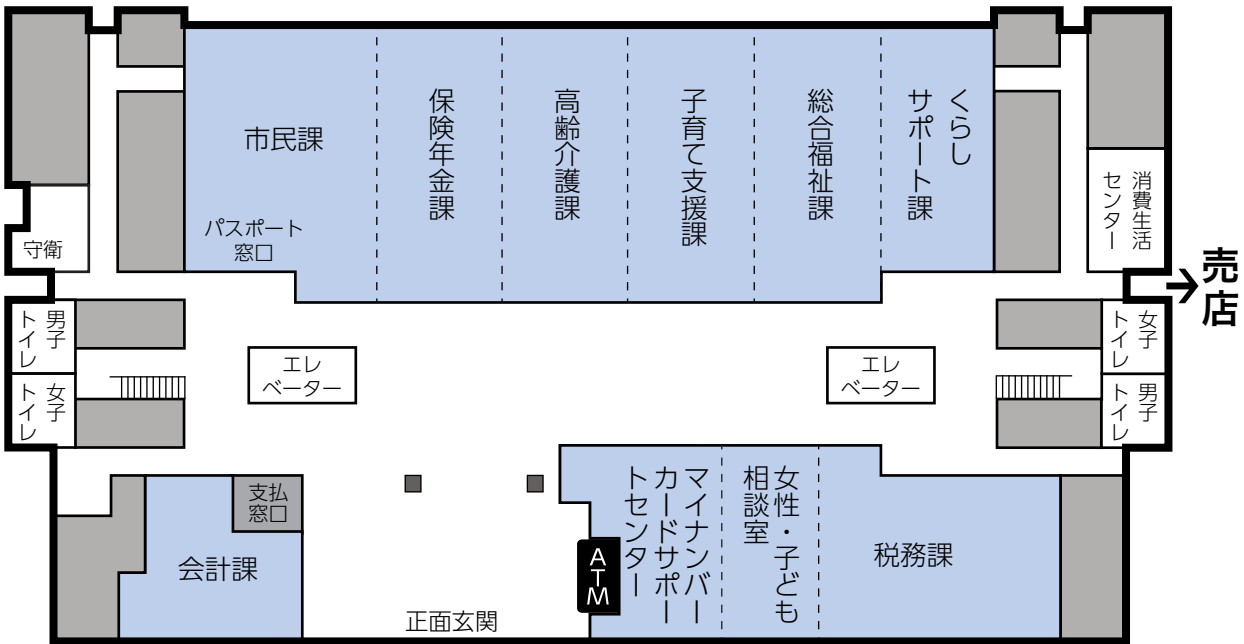 市民課
パスポート
窓口
保険年金課
高齢介護課
子育て支援課
総合福祉課
くらし
サポート課
消費生活
センター
守衛
売店
男子
トイレ
女子
トイレ
エレ
ベーター
エレ
ベーター
女子
トイレ
男子
トイレ
支払
窓口
会計課
正面玄関
ATM
マイナンバー
カードサポー
トセンター
女性・子ども
相談室
税務課